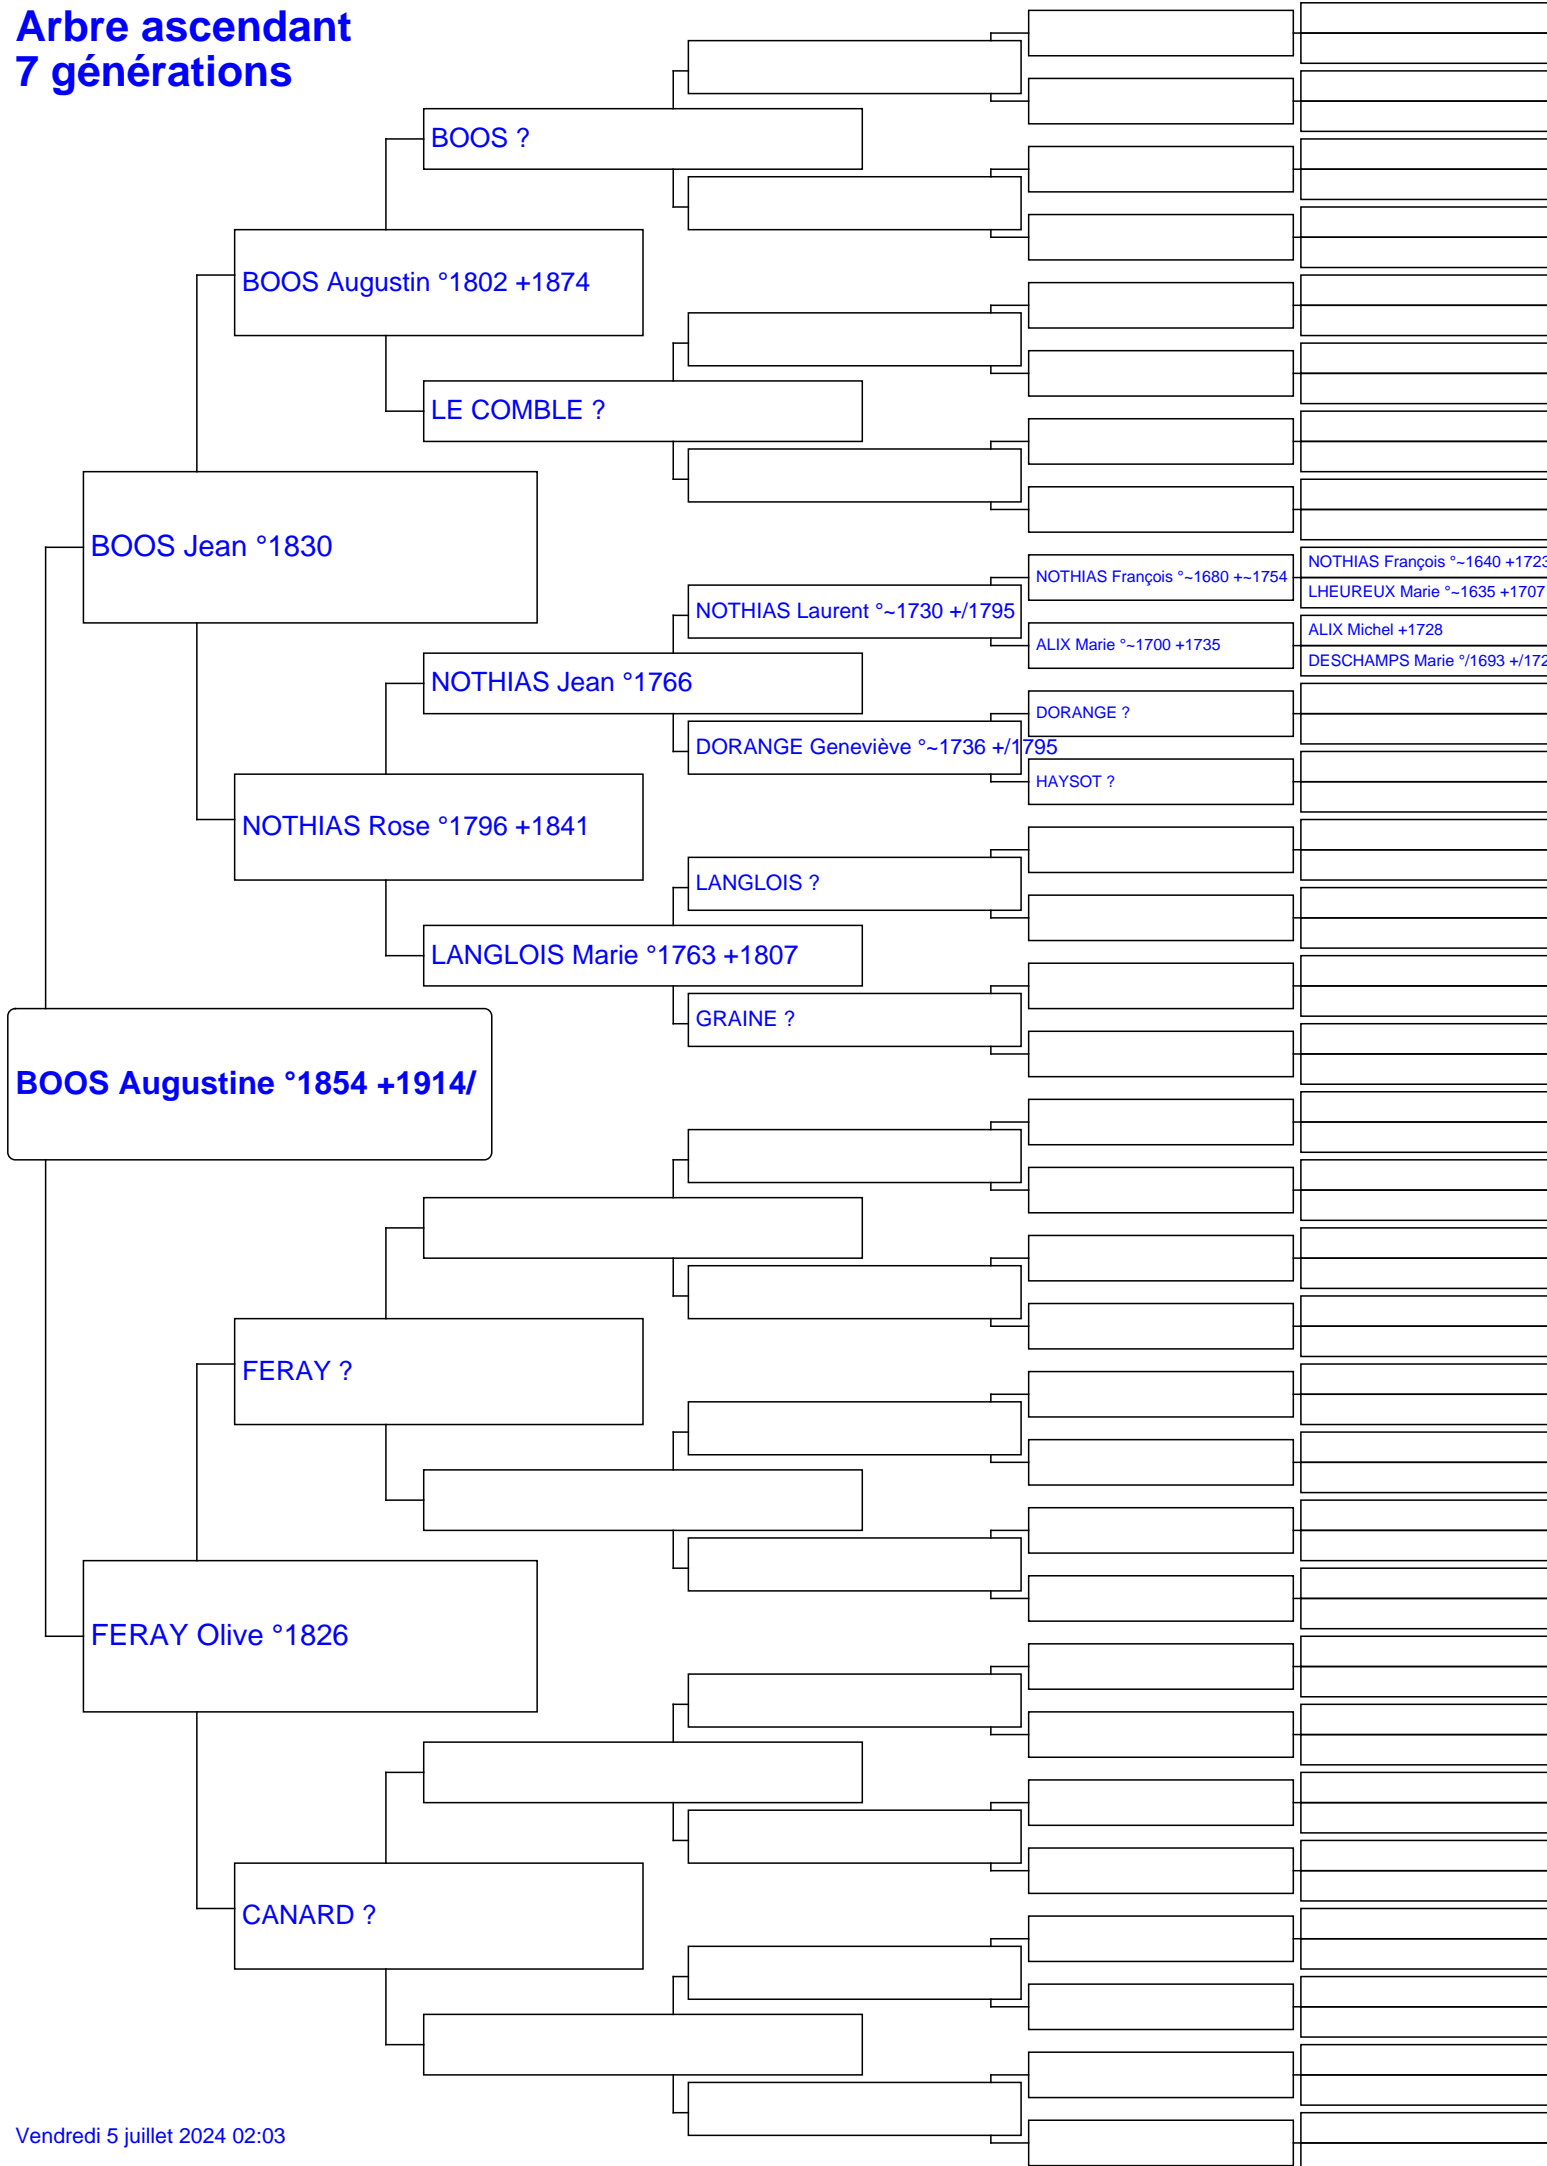 Arbre ascendant
7 générations
BOOS ?
BOOS Augustin °1802 +1874
LE COMBLE ?
BOOS Jean °1830
NOTHIAS François °~1640 +1723
NOTHIAS François °~1680 +~1754
LHEUREUX Marie °~1635 +1707
NOTHIAS Laurent °~1730 +/1795
ALIX Michel +1728
ALIX Marie °~1700 +1735
DESCHAMPS Marie °/1693 +/172
NOTHIAS Jean °1766
DORANGE ?
DORANGE Geneviève °~1736 +/1795
HAYSOT ?
NOTHIAS Rose °1796 +1841
LANGLOIS ?
LANGLOIS Marie °1763 +1807
GRAINE ?
BOOS Augustine °1854 +1914/
FERAY ?
FERAY Olive °1826
CANARD ?
Vendredi 5 juillet 2024 02:03